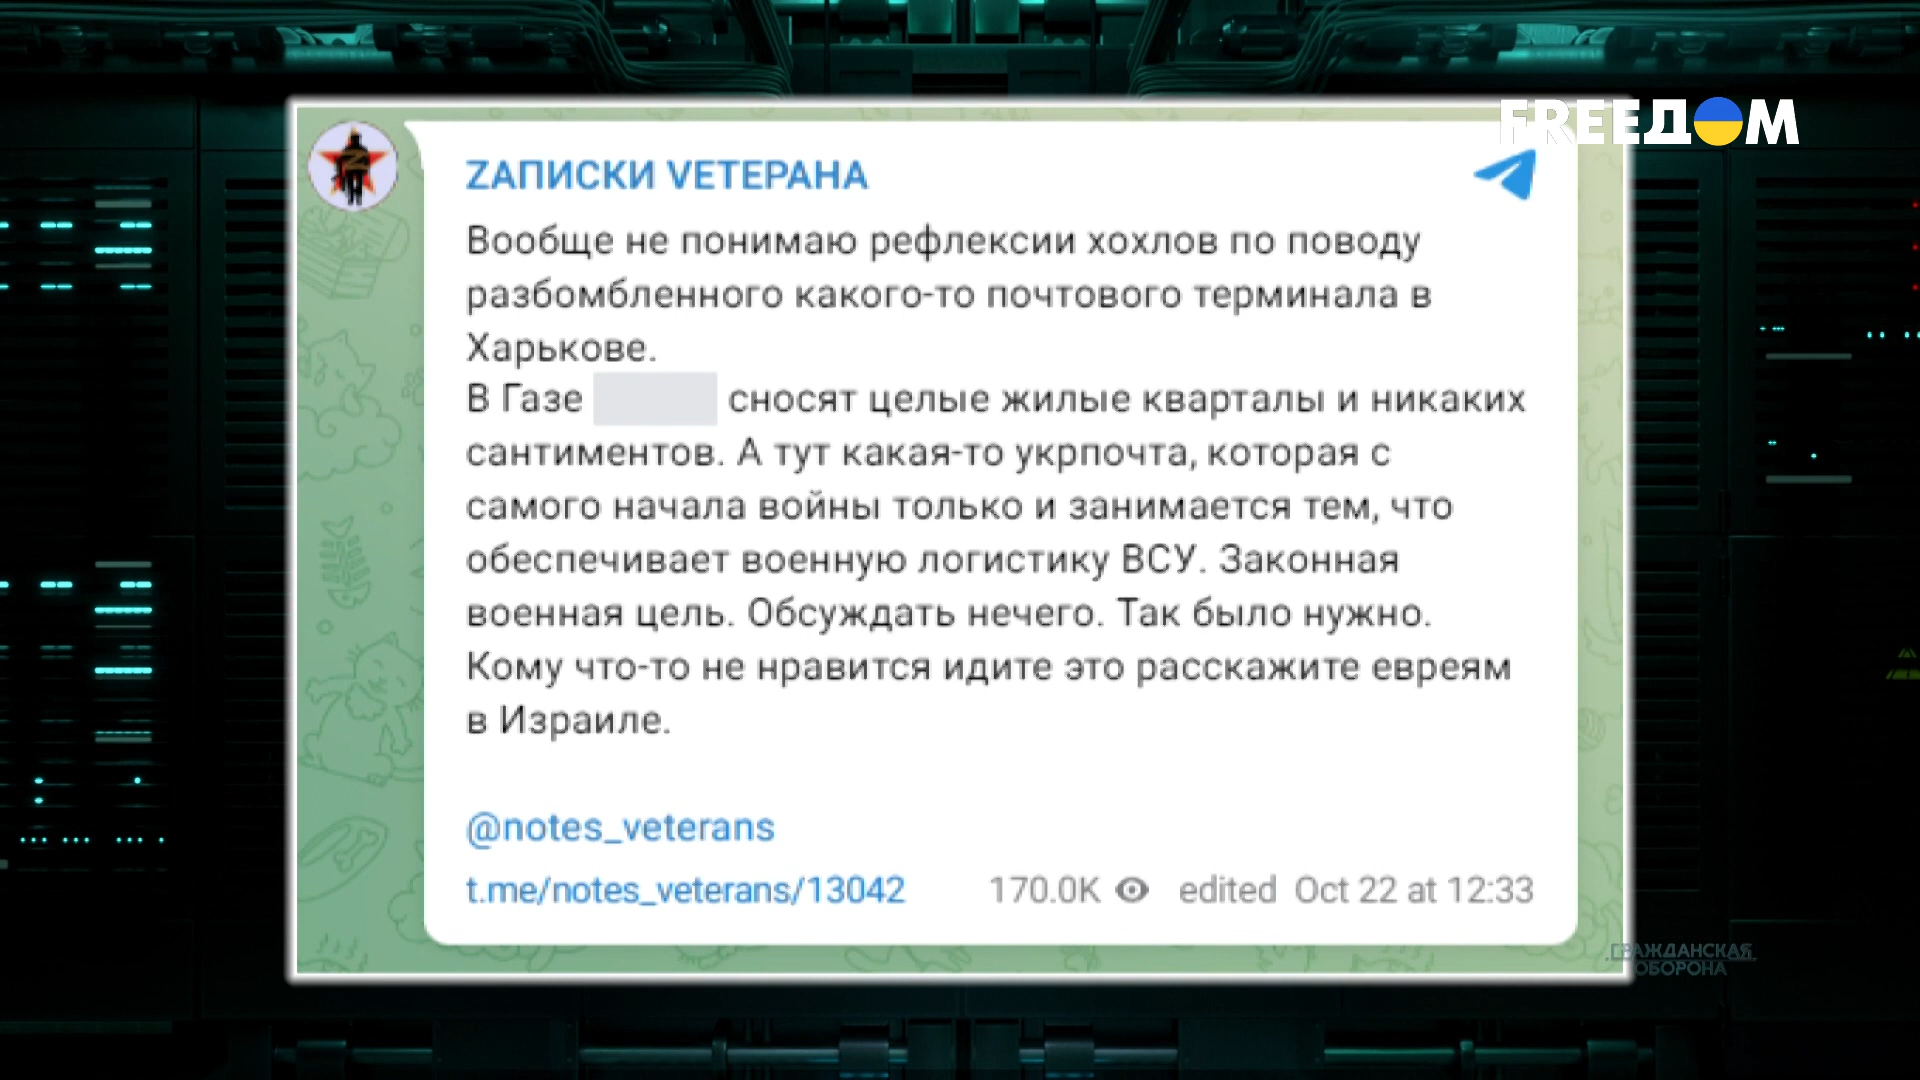 FREEДOM
ZАПИСКИ VЕТЕРАНА
Вообще не понимаю рефлексии хохлов по поводу
разбомбленного какого-то почтового терминала в
Харькове.
В Газе сносят целые жилые кварталы и никаких
сантиментов. А тут какая-то укрпочта, которая с
самого начала войны только и занимается тем, что
обеспечивает военную логистику ВСУ. Законная
военная цель. Обсуждать нечего. Так было нужно.
Кому что-то не нравится идите это расскажите евреям
в Израиле.
@notes_veterans
t.me/notes_veterans/13042 170.0K edited Oct 22 at 12:33
ГРАЖДАНСКАЯ
ОБОРОНА